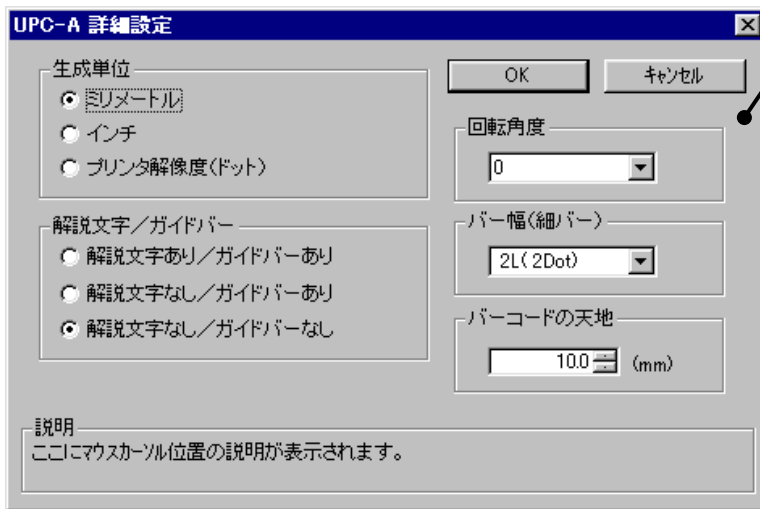 UPC-A 詳細設定
生成単位
ミリメートル
インチ
プリンタ解像度(ドット)
解説文字／ガイドバー
解説文字あり／ガイドバーあり
解説文字なし／ガイドバーあり
解説文字なし／ガイドバーなし
OK
ｷｬﾝｾﾙ
回転角度
0
バー幅(細バー)
2L(2Dot)
バーコードの天地
10.0
(mm)
説明
ここにﾏｳｽｶｰｿﾙ位置の説明が表示されます。